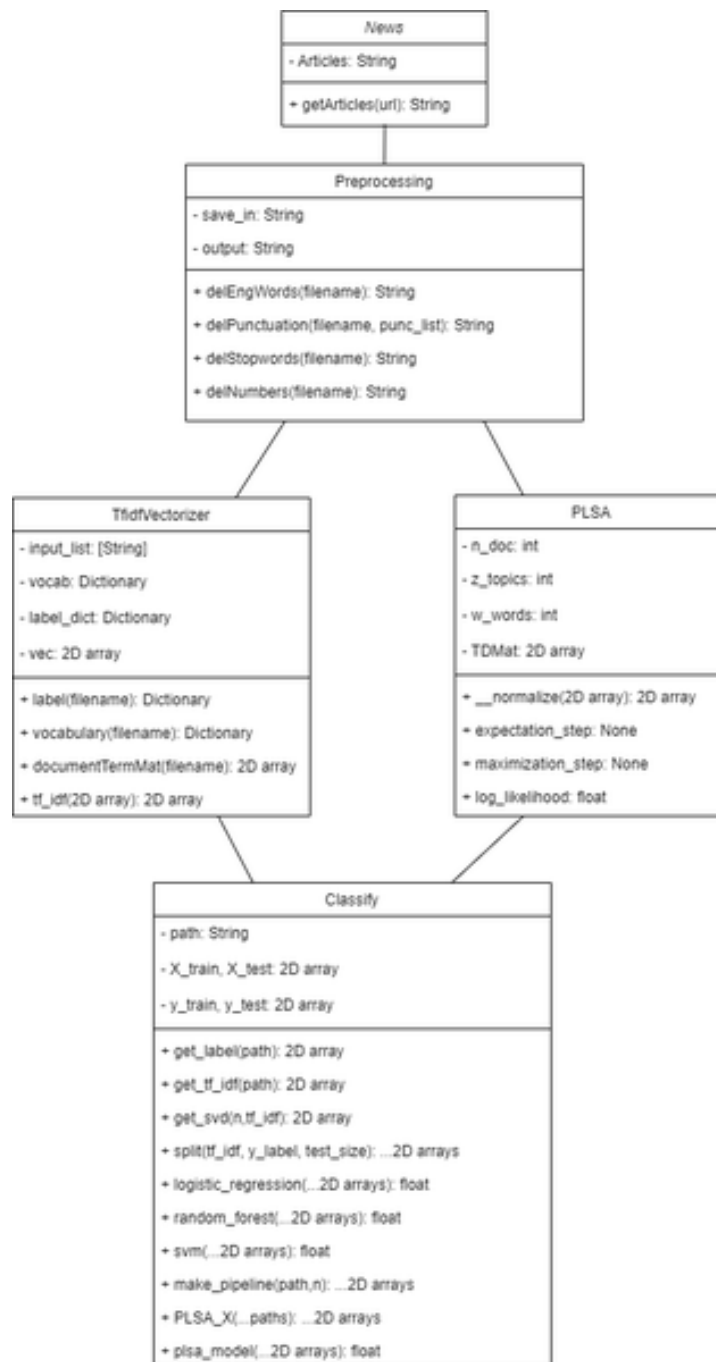 News
- Articles: String
+ getArticles(url): String
Preprocessing
- save_in: String
- output: String
+ delEngWords(filename): String
+ delPunctuation(filename, punc_list): String
+ delStopwords(filename): String
+ delNumbers(filename): String
TfidfVectorizer
- input_list: [String]
- vocab: Dictionary
- label_dict: Dictionary
- vec: 2D array
+ label(filename): Dictionary
+ vocabulary(filename): Dictionary
+ documentTermMat(filename): 2D array
+ tf_idf(2D array): 2D array
PLSA
- n_doc: int
- z_topics: int
- w_words: int
- TDMat: 2D array
+ __normalize(2D array): 2D array
+ expectation_step: None
+ maximization_step: None
+ log_likelihood: float
Classify
- path: String
- X_train, X_test: 2D array
- y_train, y_test: 2D array
+ get_label(path): 2D array
+ get_tf_idf(path): 2D array
+ get_svd(n,tf_idf): 2D array
+ split(tf_idf, y_label, test_size): ...2D arrays
+ logistic_regression(...2D arrays): float
+ random_forest(...2D arrays): float
+ svm(...2D arrays): float
+ make_pipeline(path,n): ...2D arrays
+ PLSA_X(...paths): ...2D arrays
+ plsa_model(...2D arrays): float